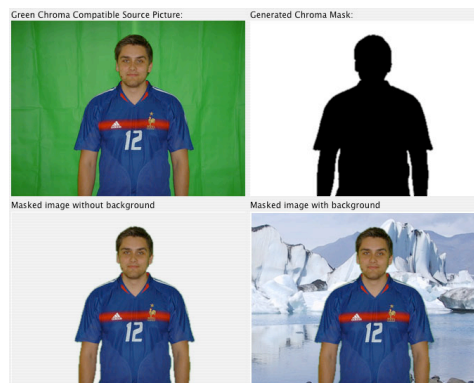 Green Chroma Compatible Source Picture:
Generated Chroma Mask:
12
Masked image without background
Masked image with background
12
12